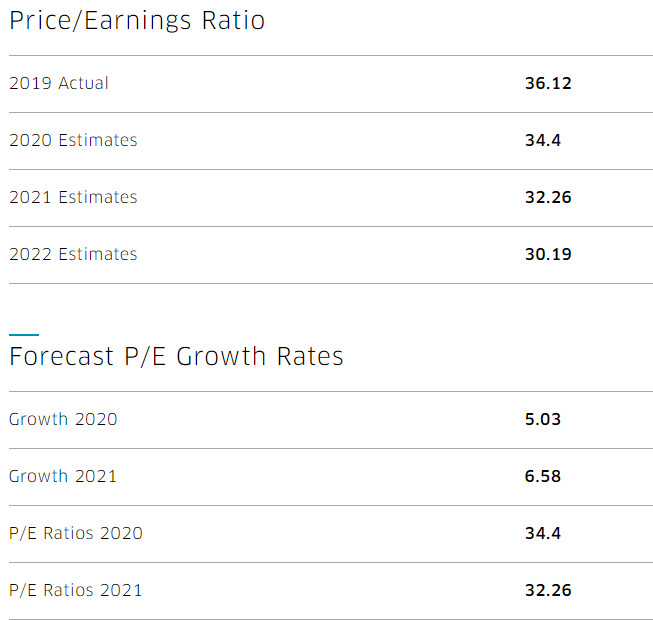 Price/Earnings Ratio
2019 Actual 36.12
2020 Estimates 34.4
2021 Estimates 32.26
2022 Estimates 30.19
Forecast P/E Growth Rates
Growth 2020 5.03
Growth 2021 6.58
P/E Ratios 2020 34.4
P/E Ratios 2021 32.26